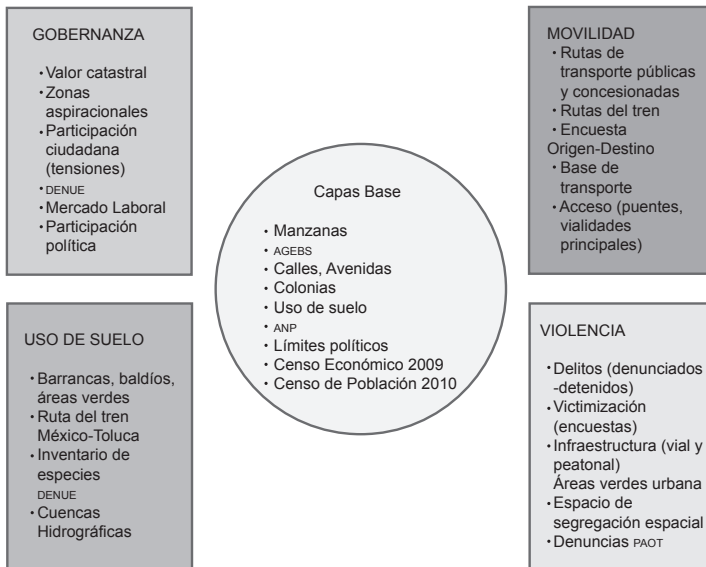 GOBERNANZA
• Valor catastral
• Zonas
aspiracionales
• Participación
ciudadana
(tensiones)
• DENUE
• Mercado Laboral
• Participación
política
MOVILIDAD
• Rutas de
transporte públicas
y concesionadas
• Rutas del tren
• Encuesta
Origen-Destino
• Base de
transporte
• Acceso (puentes,
vialidades
principales)
Capas Base
• Manzanas
• AGEBS
• Calles, Avenidas
• Colonias
• Uso de suelo
• ANP
• Límites políticos
• Censo Económico 2009
• Censo de Población 2010
USO DE SUELO
• Barrancas, baldíos,
áreas verdes
• Ruta del tren
México-Toluca
• Inventario de
especies
DENUE
• Cuencas
Hidrográficas
VIOLENCIA
• Delitos (denunciados
-detenidos)
• Victimización
(encuestas)
• Infraestructura (vial y
peatonal)
Áreas verdes urbana
• Espacio de
segregación espacial
• Denuncias PAOT